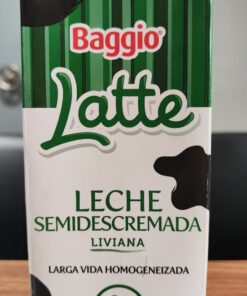 Baggio®
Latte
LECHE
SEMIDESCREMADA
LIVIANA
LARGA VIDA HOMOGENEIZADA